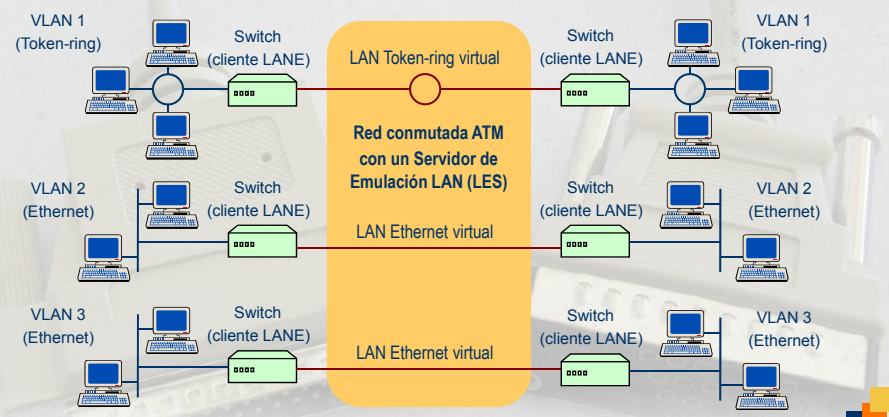 VLAN 1
(Token-ring)
Switch
(cliente LANE)
LAN Token-ring virtual
Switch
(cliente LANE)
VLAN 1
(Token-ring)
Red conmutada ATM
con un Servidor de
Emulación LAN (LES)
VLAN 2
(Ethernet)
Switch
(cliente LANE)
LAN Ethernet virtual
Switch
(cliente LANE)
VLAN 2
(Ethernet)
VLAN 3
(Ethernet)
Switch
(cliente LANE)
LAN Ethernet virtual
Switch
(cliente LANE)
VLAN 3
(Ethernet)